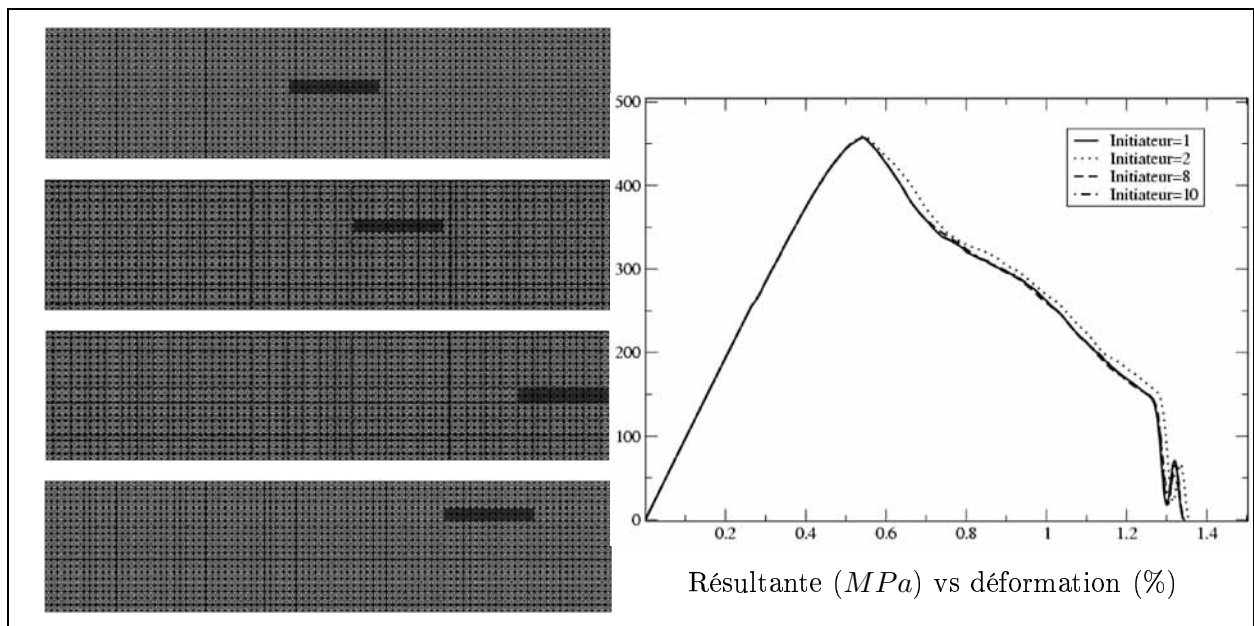 500
400
300
200
100
0
Initiateur=1
Initiateur=2
Initiateur=8
Initiateur=10
0.2 0.4 0.6 0.8 1 1.2 1.4
Résultante (MPa) vs déformation (%)